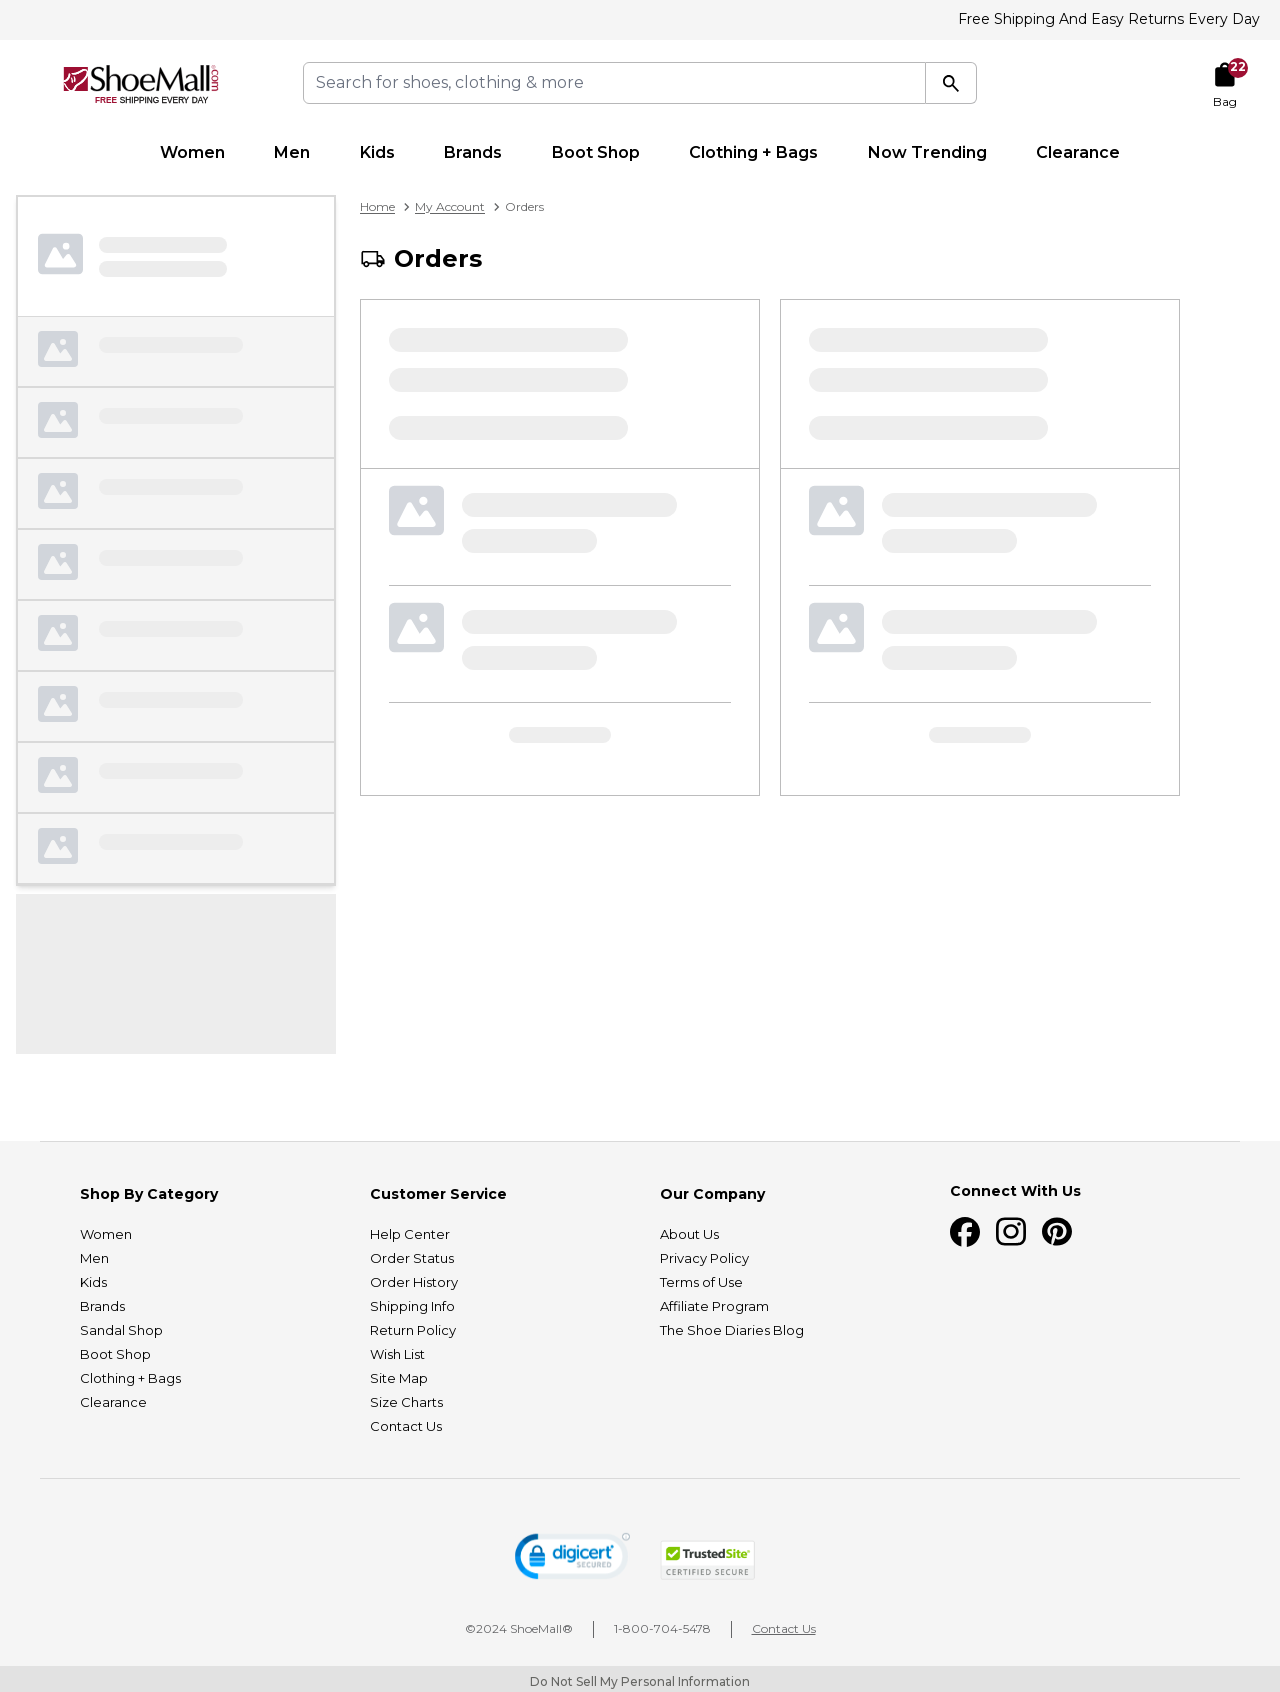 Free Shipping And Easy Returns Every Day
ShoeMall®.com
FREE SHIPPING EVERY DAY
Search for shoes, clothing & more
22
Bag
Women
Men
Kids
Brands
Boot Shop
Clothing + Bags
Now Trending
Clearance
Home
My Account
Orders
Orders
Shop By Category
Women
Men
Kids
Brands
Sandal Shop
Boot Shop
Clothing + Bags
Clearance
Customer Service
Help Center
Order Status
Order History
Shipping Info
Return Policy
Wish List
Site Map
Size Charts
Contact Us
Our Company
About Us
Privacy Policy
Terms of Use
Affiliate Program
The Shoe Diaries Blog
Connect With Us
digicert
SECURED
TrustedSite
CERTIFIED SECURE
©2024 ShoeMall®
1-800-704-5478
Contact Us
Do Not Sell My Personal Information